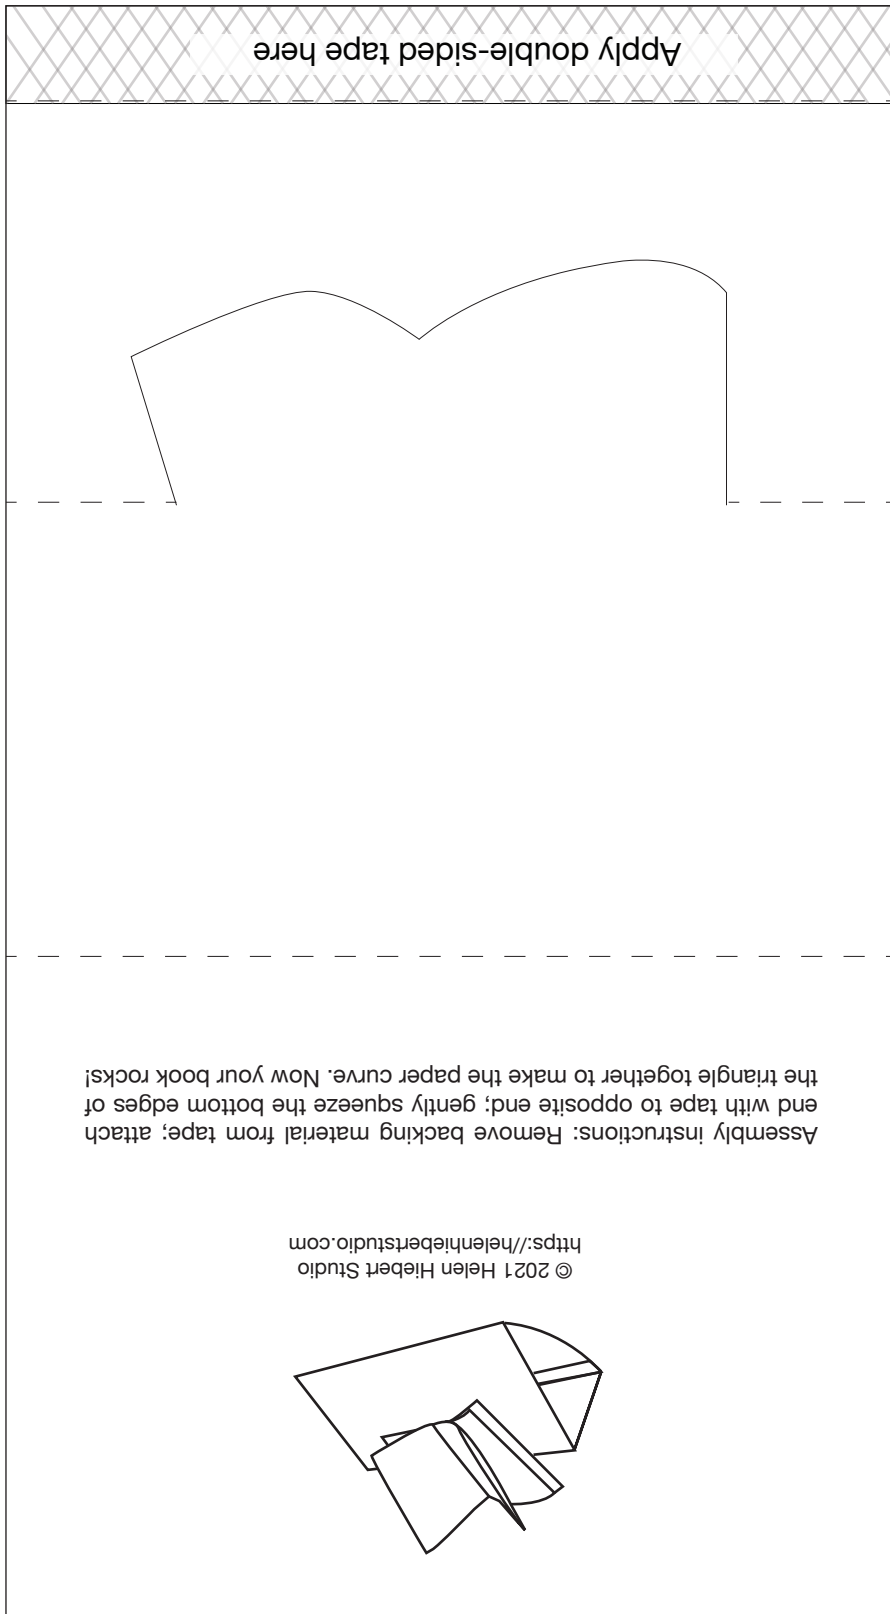 © 2021 Helen Hiebert Studio
https://helenhiebertstudio.com
Assembly instructions: Remove backing material from tape; attach
end with tape to opposite end; gently squeeze the bottom edges of
the triangle together to make the paper curve. Now your book rocks!
Apply double-sided tape here